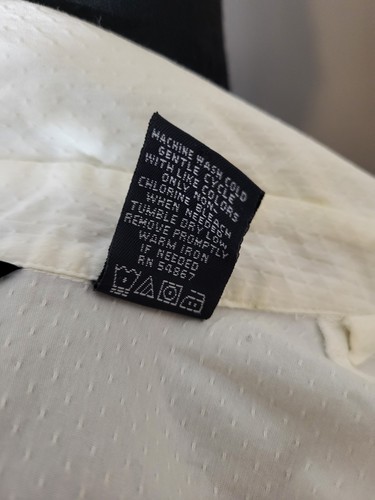 MACHINE WASH COLD
GENTLE CYCLE
WITH LIKE COLORS
ONLY NON
CHLORINE BLEACH
WHEN NEEDED
TUMBLE DRY LOW
REMOVE PROMPTLY
WARM IRON
IF NEEDED
RN 54867